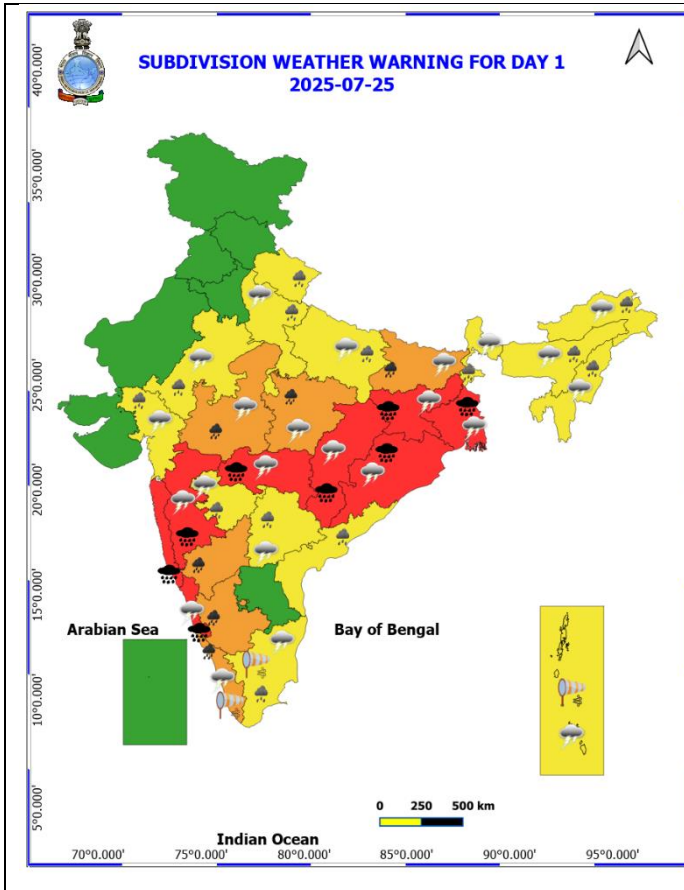 SUBDIVISION WEATHER WARNING FOR DAY 1
2025-07-25
40°0.000'
35°0.000'
30°0.000'
25°0.000'
20°0.000'
15°0.000'
10°0.000'
5°0.000'
Arabian Sea
Bay of Bengal
0 250 500 km
Indian Ocean
70°0.000' 75°0.000' 80°0.000' 85°0.000' 90°0.000' 95°0.000'